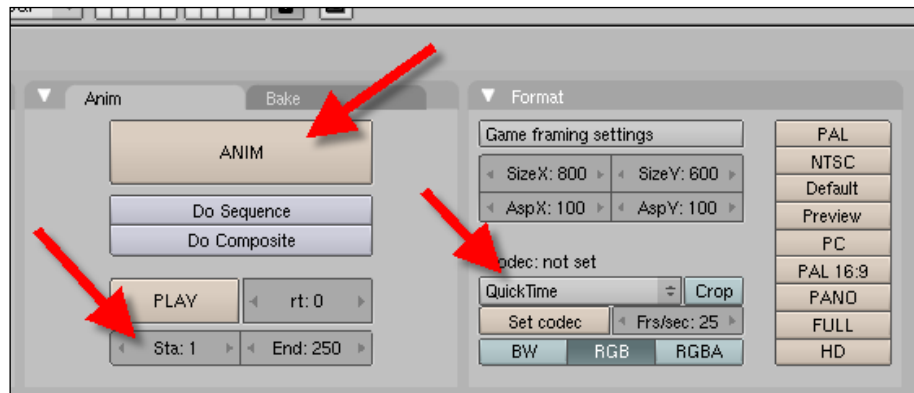 Anim
Bake
ANIM
Do Sequence
Do Composite
PLAY
rt: 0
Sta: 1
End: 250
Format
Game framing settings
SizeX: 800
SizeY: 600
AspX: 100
AspY: 100
odec: not set
QuickTime
Crop
Set codec
Frs/sec: 25
BW
RGB
RGBA
PAL
NTSC
Default
Preview
PC
PAL 16:9
PANO
FULL
HD